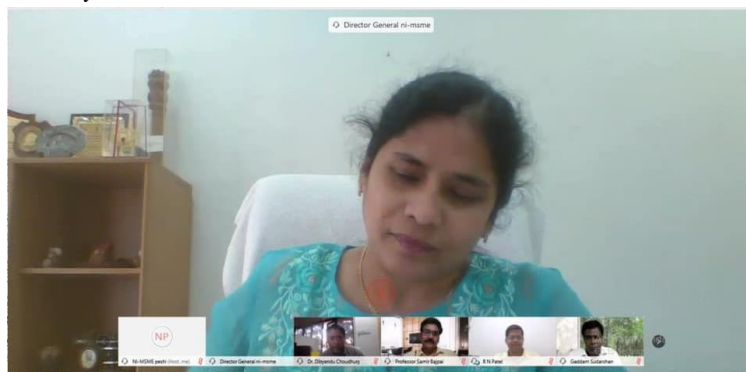 Director General ni-msme
NP
NI-MSME peshi (Host, me)
Director General ni-msme
Dr. Dibyendu Choudhury
Professor Samir Bajpai
R N Patel
Gaddam Sudarshan